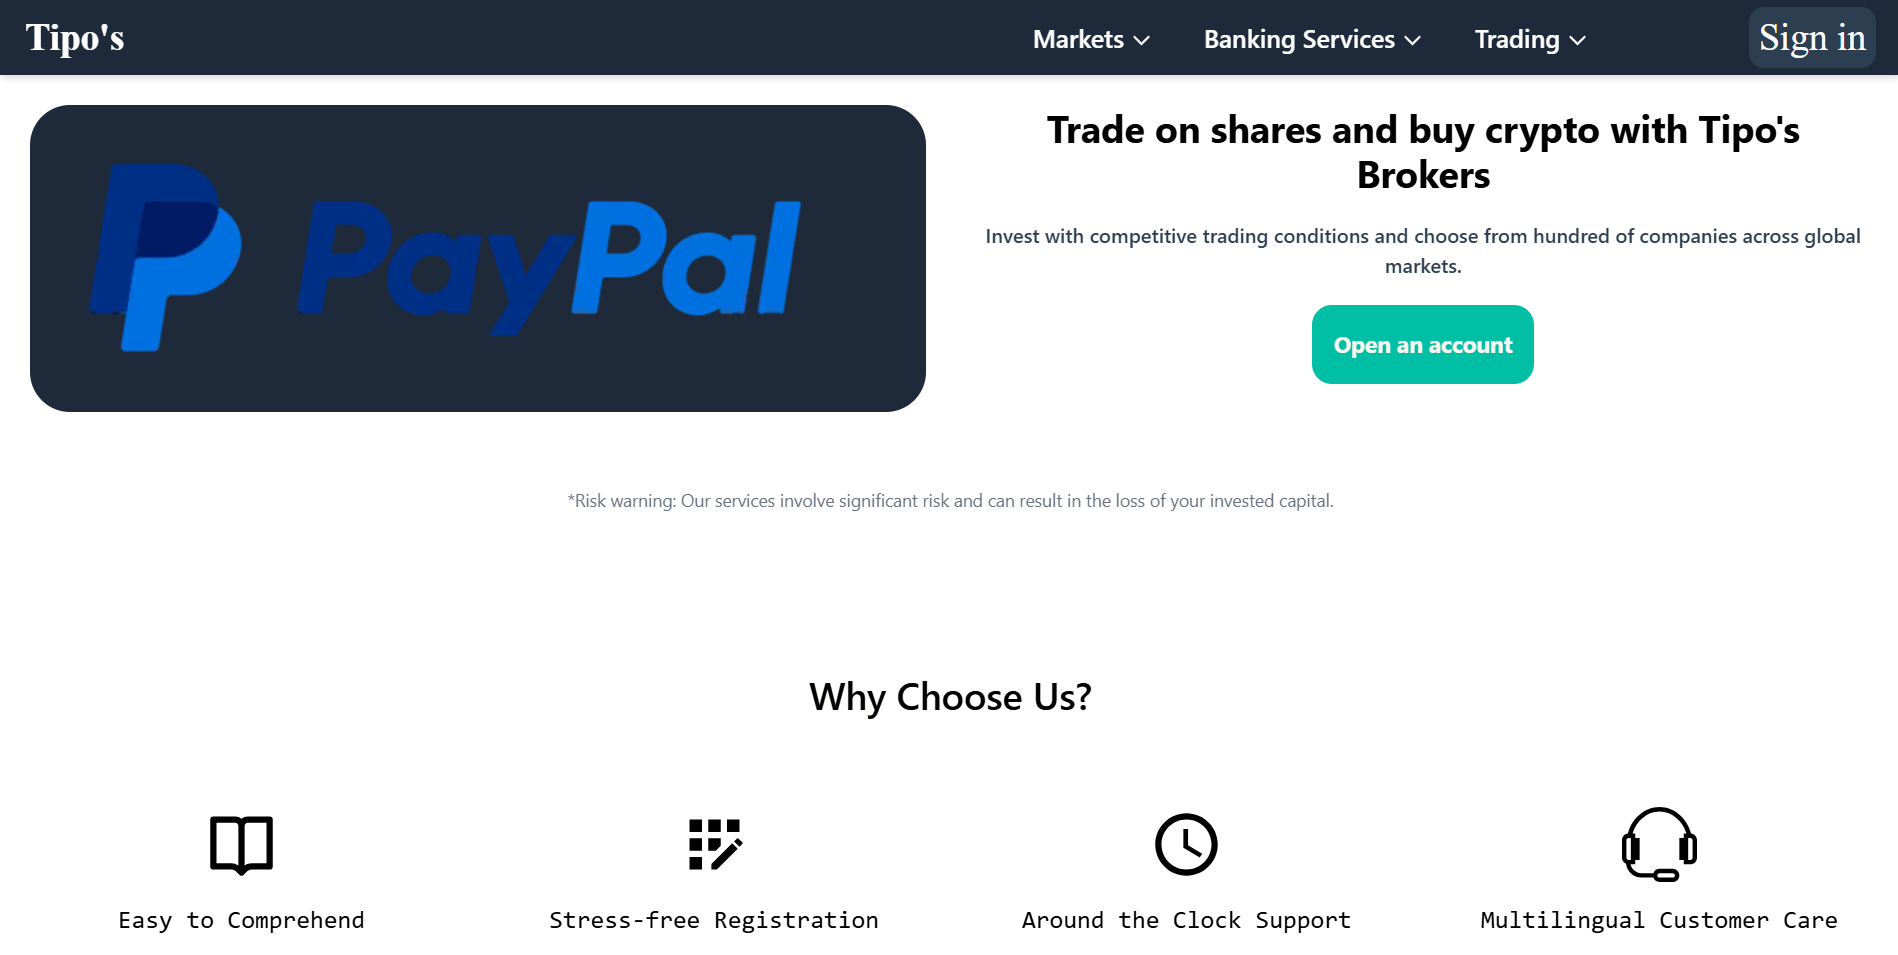 Tipo's
Markets
Banking Services
Trading
Sign in
PayPal
Trade on shares and buy crypto with Tipo's
Brokers
Invest with competitive trading conditions and choose from hundred of companies across global
markets.
Open an account
*Risk warning: Our services involve significant risk and can result in the loss of your invested capital.
Why Choose Us?
Easy to Comprehend
Stress-free Registration
Around the Clock Support
Multilingual Customer Care